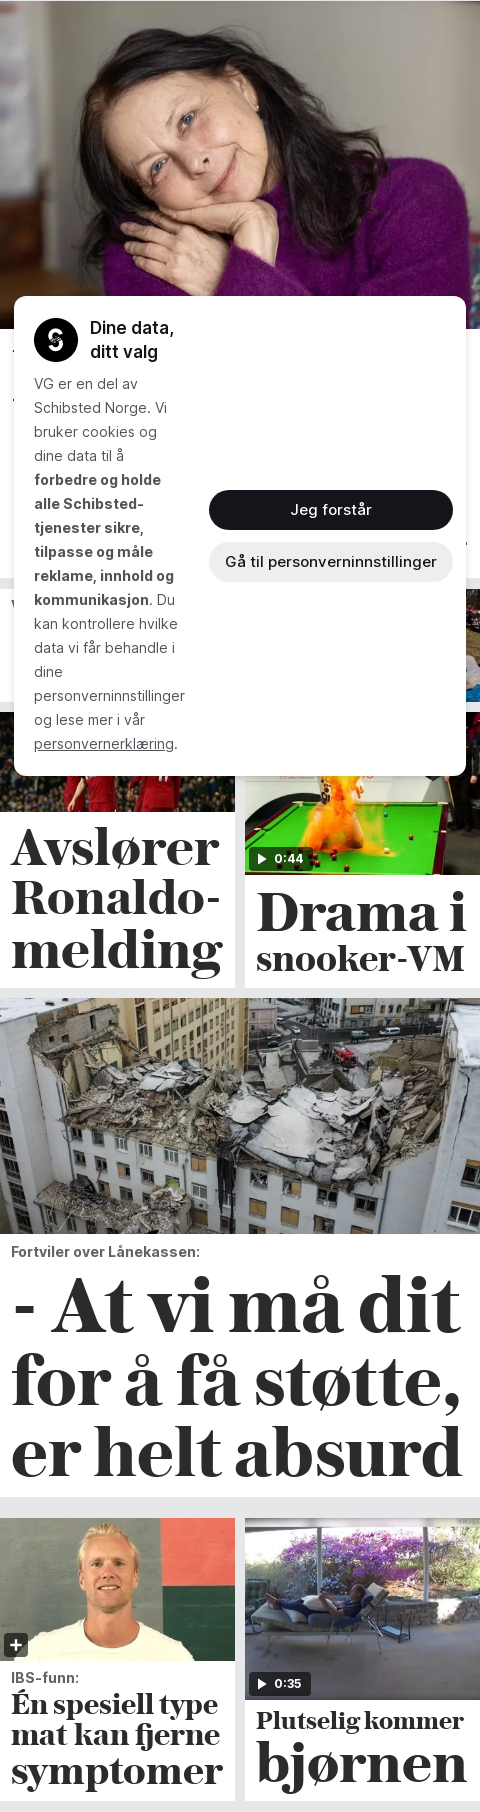 Dine data,
ditt valg
VG er en del av
Schibsted Norge. Vi
bruker cookies og
dine data til å
forbedre og holde
alle Schibsted-
tjenester sikre,
tilpasse og måle
reklame, innhold og
kommunikasjon. Du
kan kontrollere hvilke
data vi får behandle i
dine
personverninnstillinger
og lese mer i vår
personvernerklæring.
Jeg forstår
Gå til personverninnstillinger
Avslører
Ronaldo-
melding
0:44
Drama i
snooker-VM
Fortviler over Lånekassen:
- At vi må dit
for å få støtte,
er helt absurd
IBS-funn:
Én spesiell type
mat kan fjerne
symptomer
0:35
Plutselig kommer
bjørnen